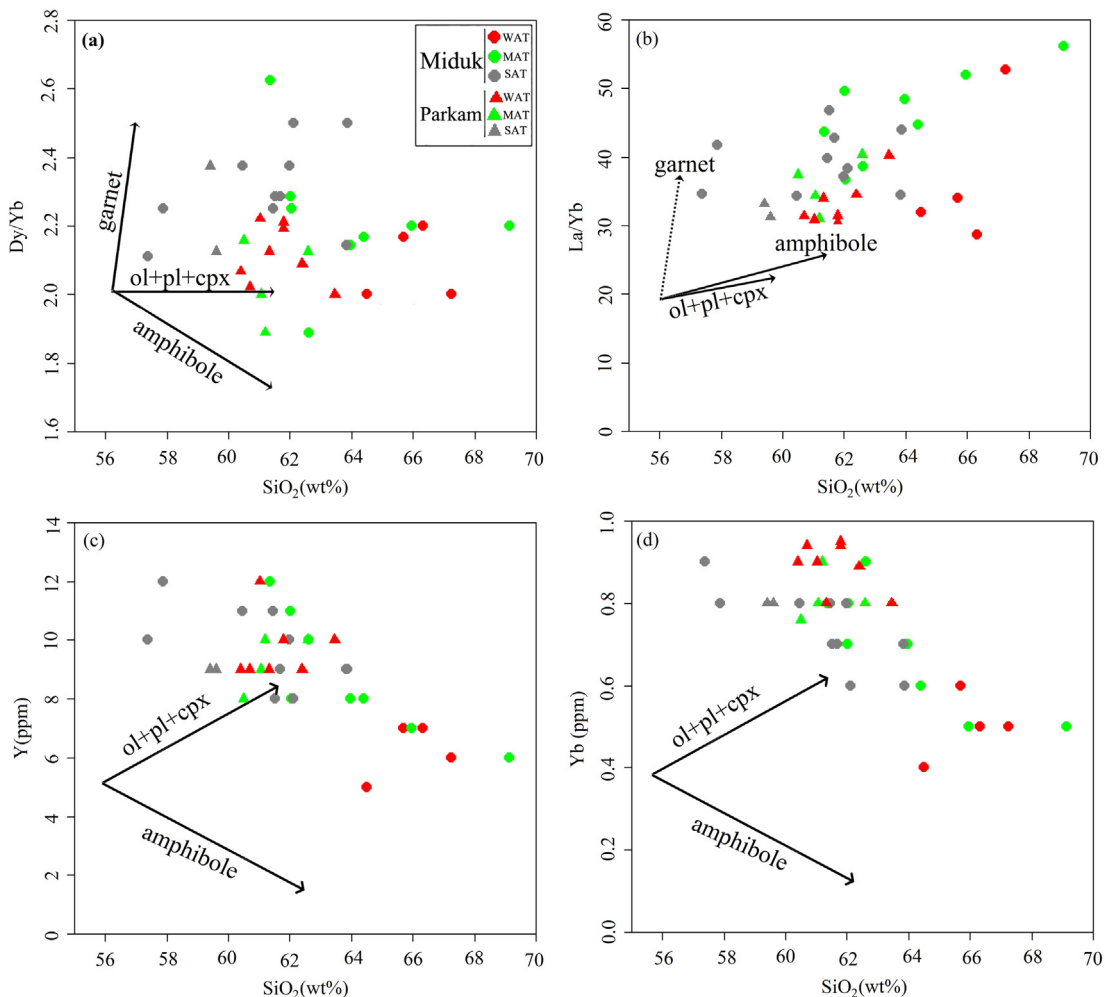 (a)
Miduk
WAT
MAT
SAT
Parkam
WAT
MAT
SAT
garnet
ol+pl+cpx
amphibole
Dy/Yb
2.8
2.6
2.4
2.2
2.0
1.8
1.6
56 58 60 62 64 66 68 70
SiO₂(wt%)
(b)
garnet
amphibole
ol+pl+cpx
La/Yb
60
50
40
30
20
10
0
56 58 60 62 64 66 68 70
SiO₂(wt%)
(c)
ol+pl+cpx
amphibole
Y(ppm)
14
12
10
8
6
4
2
0
56 58 60 62 64 66 68 70
SiO₂(wt%)
(d)
ol+pl+cpx
amphibole
Yb (ppm)
1.0
0.8
0.6
0.4
0.2
0.0
56 58 60 62 64 66 68 70
SiO₂(wt%)